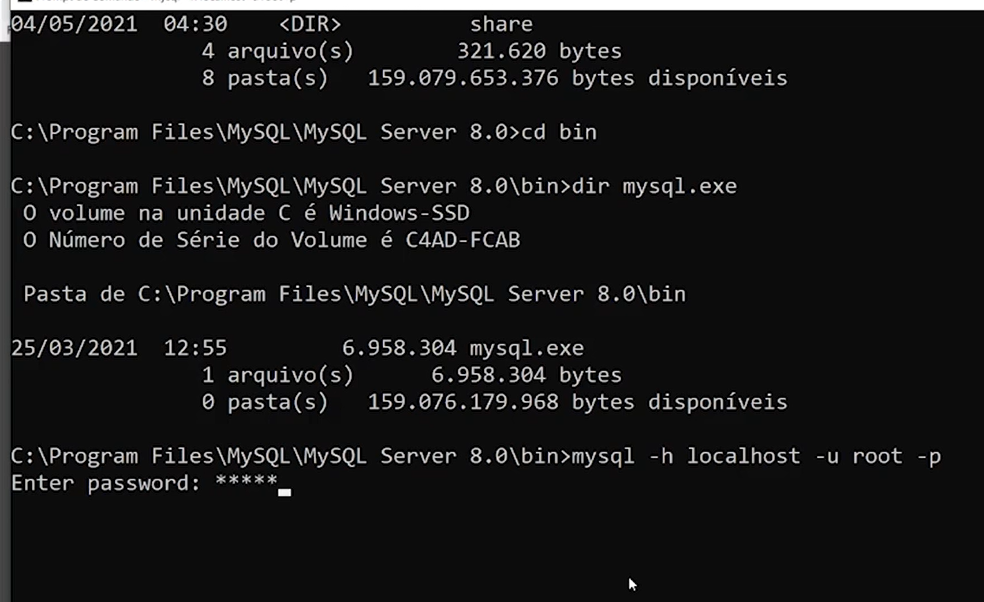 04/05/2021  04:30    <DIR>          share
               4 arquivo(s)        321.620 bytes
               8 pasta(s)   159.079.653.376 bytes disponíveis
C:\Program Files\MySQL\MySQL Server 8.0>cd bin
C:\Program Files\MySQL\MySQL Server 8.0\bin>dir mysql.exe
 O volume na unidade C é Windows-SSD
 O Número de Série do Volume é C4AD-FCAB
 Pasta de C:\Program Files\MySQL\MySQL Server 8.0\bin
25/03/2021  12:55         6.958.304 mysql.exe
               1 arquivo(s)      6.958.304 bytes
               0 pasta(s)   159.076.179.968 bytes disponíveis
C:\Program Files\MySQL\MySQL Server 8.0\bin>mysql -h localhost -u root -p
Enter password: *****